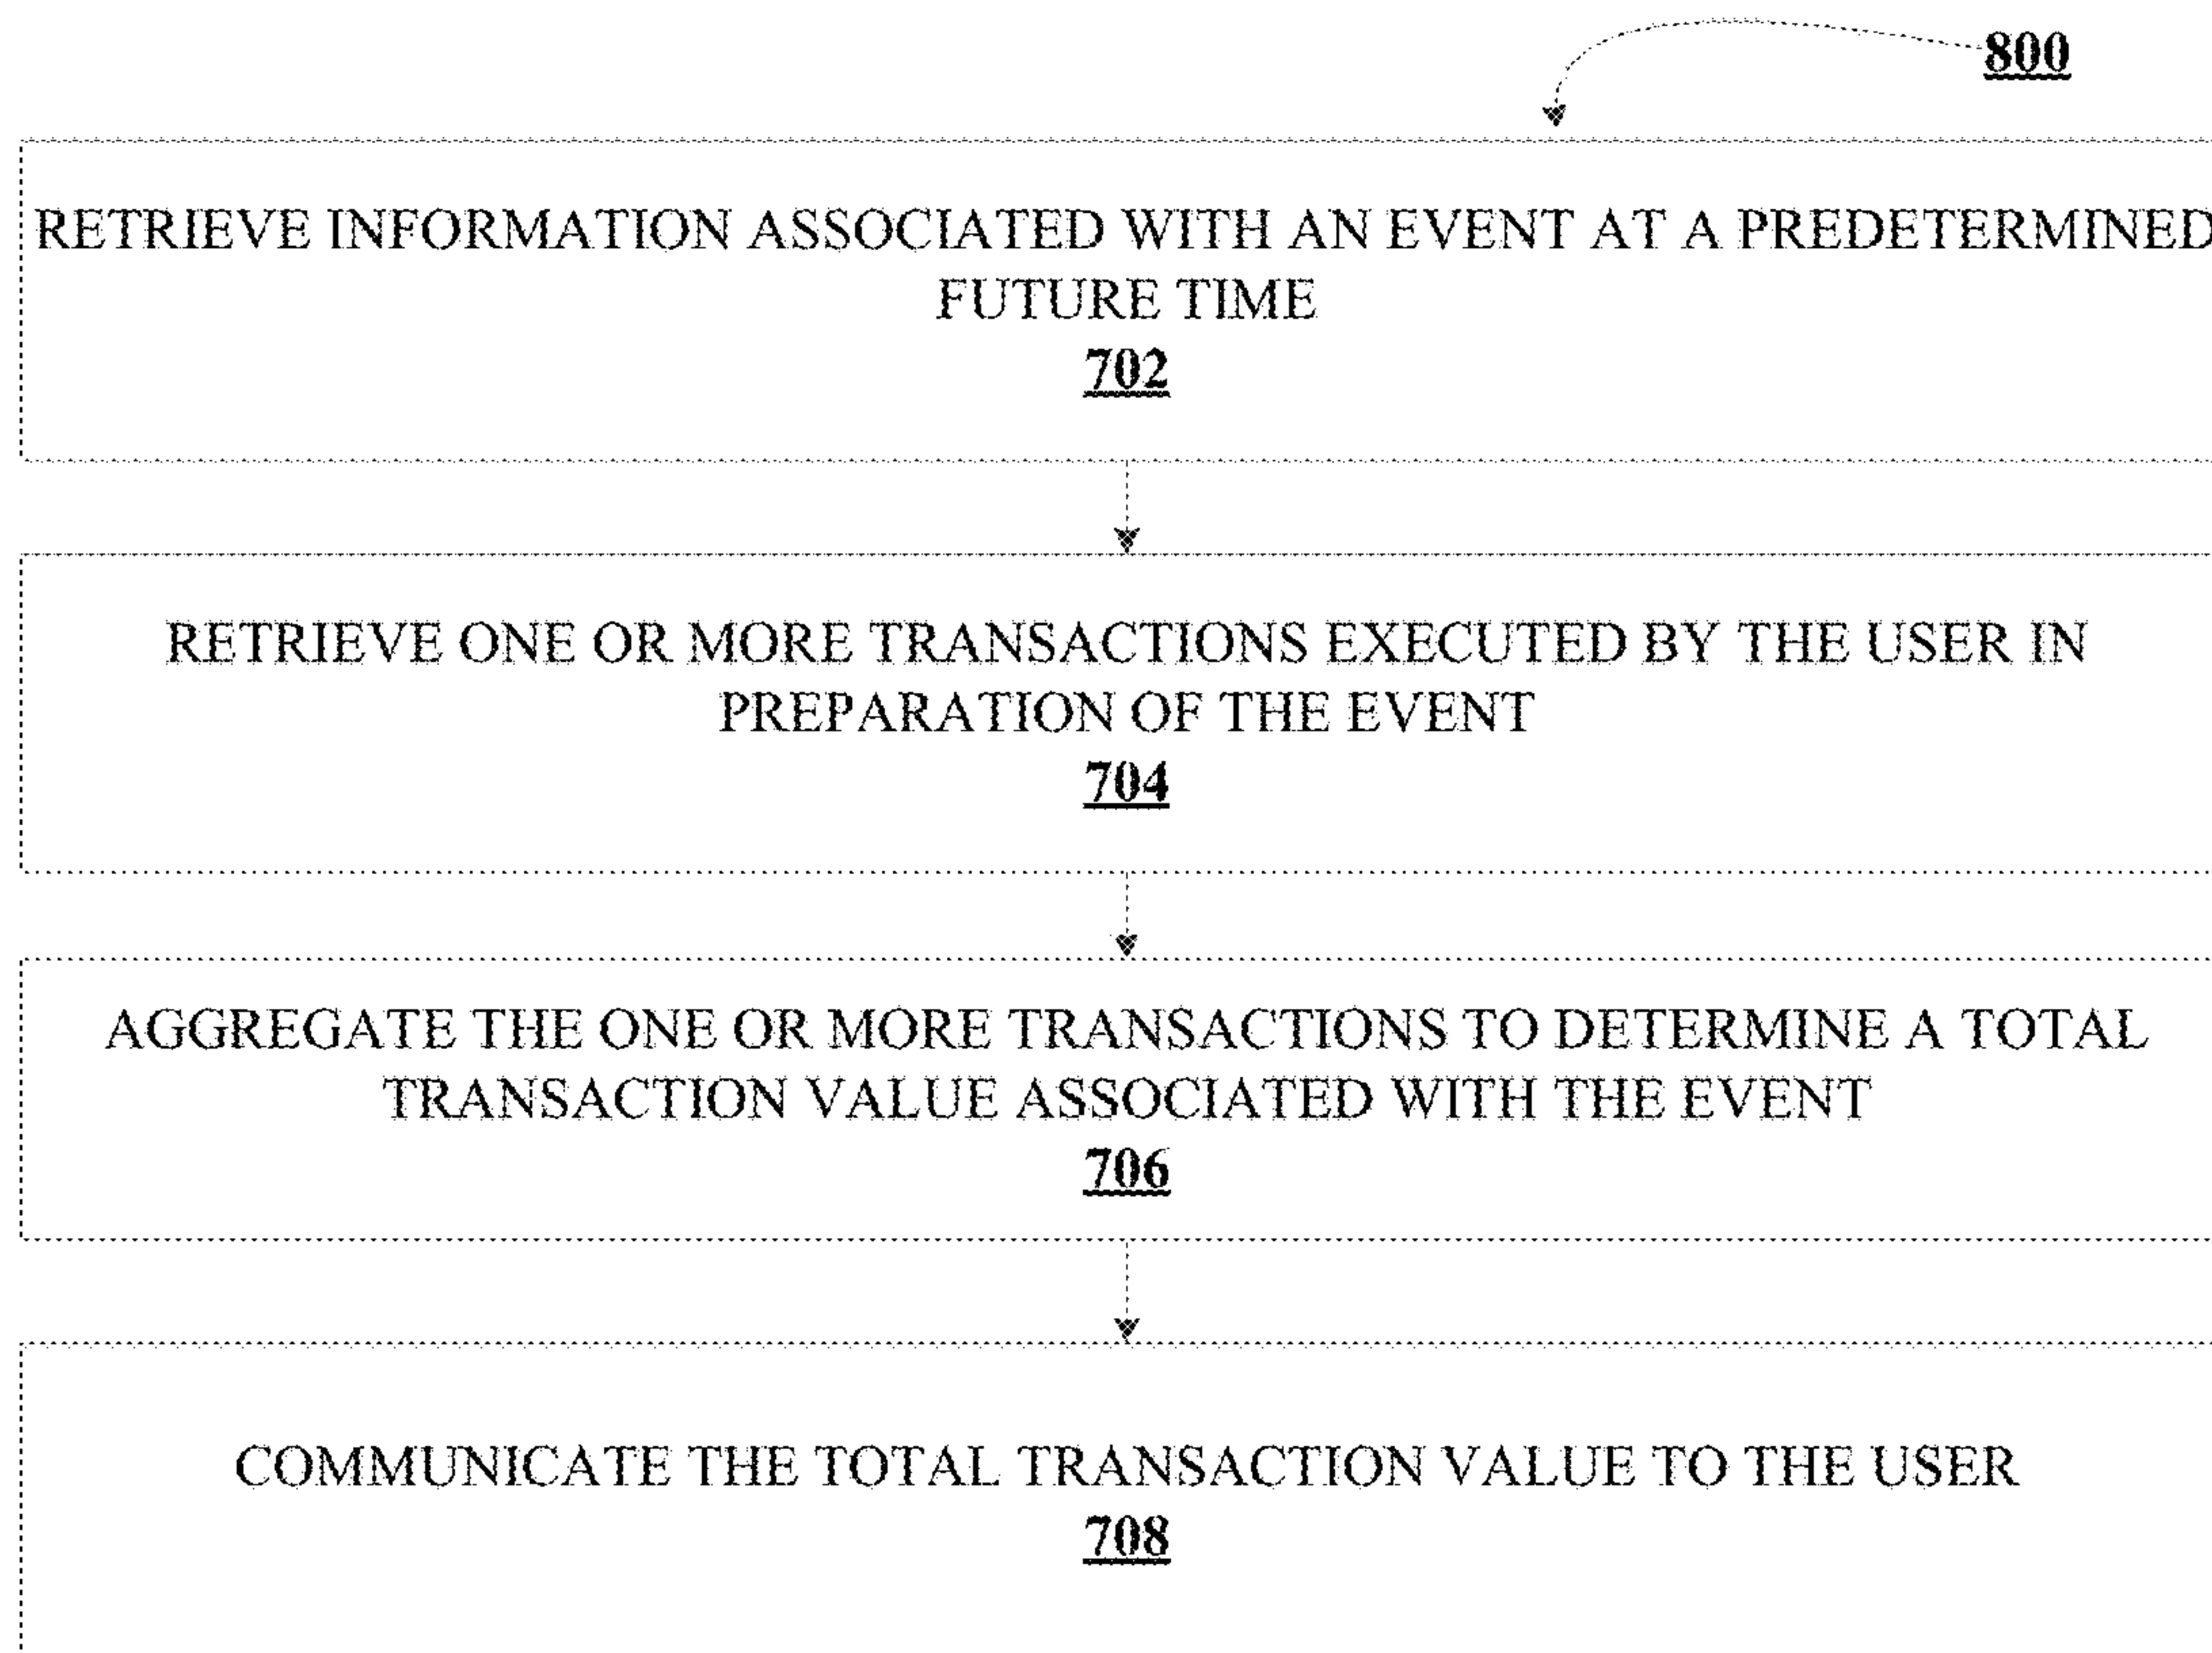 800
RETRIEVE INFORMATION ASSOCIATED WITH AN EVENT AT A PREDETERMINED
FUTURE TIME
702
RETRIEVE ONE OR MORE TRANSACTIONS EXECUTED BY THE USER IN
PREPARATION OF THE EVENT
704
AGGREGATE THE ONE OR MORE TRANSACTIONS TO DETERMINE A TOTAL
TRANSACTION VALUE ASSOCIATED WITH THE EVENT
706
COMMUNICATE THE TOTAL TRANSACTION VALUE TO THE USER
708